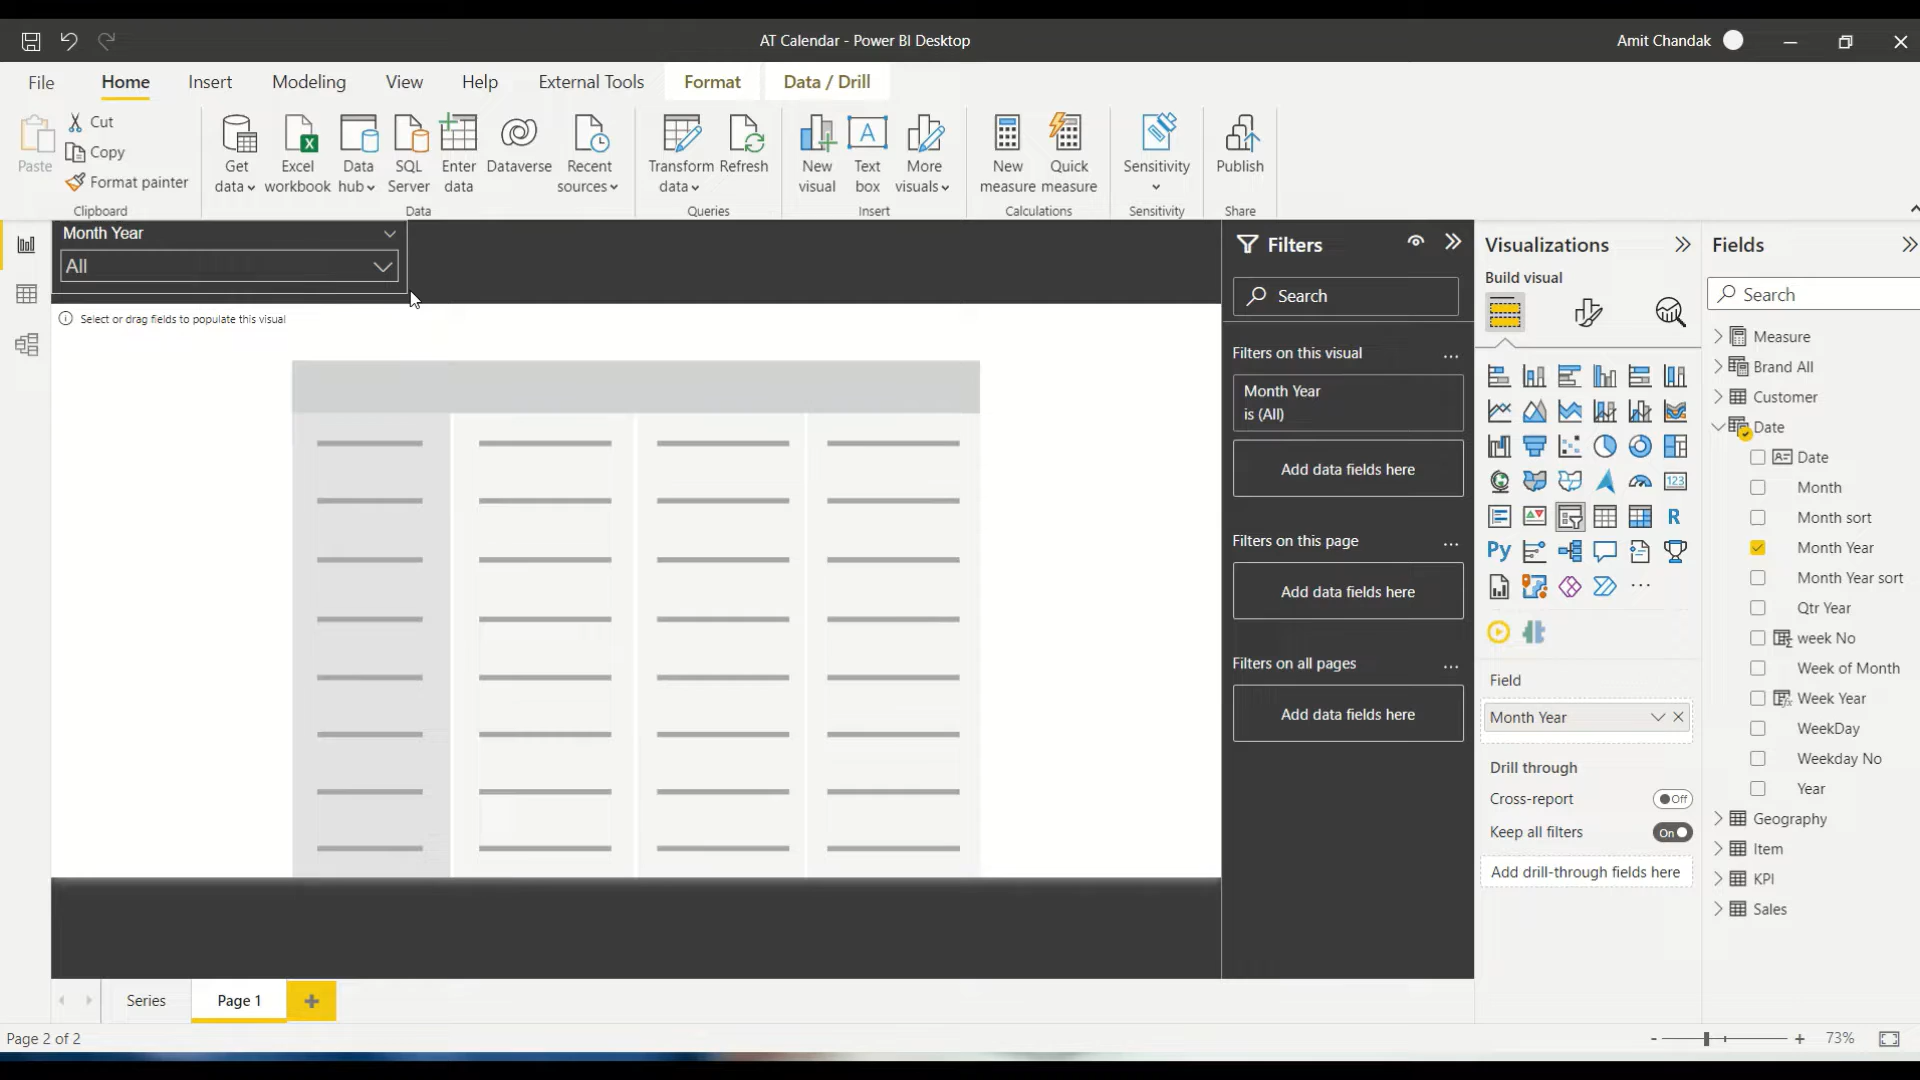 AT Calendar - Power BI Desktop
Amit Chandak
File
Home
Insert
Modeling
View
Help
External Tools
Format
Data / Drill
Paste
Cut
Copy
Format painter
Clipboard
Get data
Excel workbook
Data hub
SQL Server
Enter data
Dataverse
Recent sources
Data
Transform data
Refresh
Queries
New visual
A
Text box
More visuals
Insert
New measure
Quick measure
Calculations
Sensitivity
Sensitivity
Publish
Share
Month Year
All
Select or drag fields to populate this visual
Filters
Search
Filters on this visual
...
Month Year
is (All)
Add data fields here
Filters on this page
...
Add data fields here
Filters on all pages
...
Add data fields here
Visualizations
Build visual
123
R
Py
...
Field
Month Year
Drill through
Cross-report
Off
Keep all filters
On
Add drill-through fields here
Fields
Search
Measure
Brand All
Customer
Date
Date
Month
Month sort
Month Year
Month Year sort
Qtr Year
week No
Week of Month
Week Year
WeekDay
Weekday No
Year
Geography
Item
KPI
Sales
Series
Page 1
+
Page 2 of 2
- + 73%